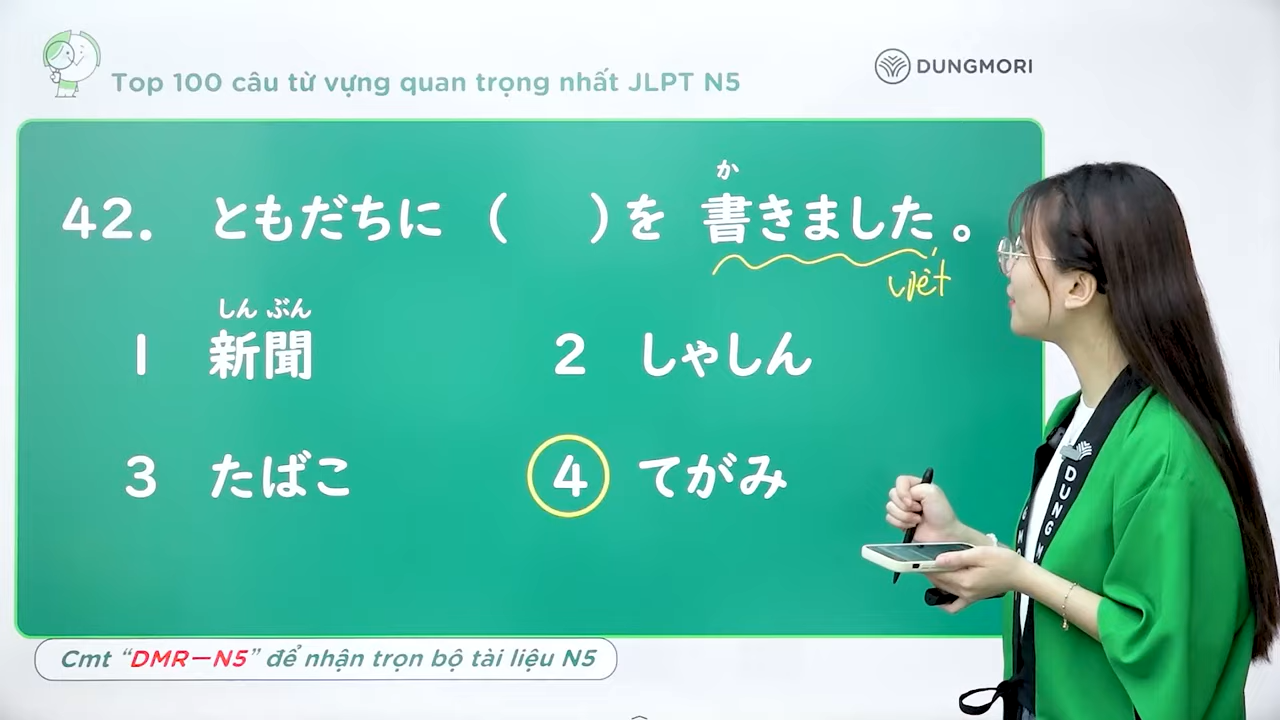 Top 100 câu từ vựng quan trọng nhất JLPT N5
DUNGMORI
か
42. ともだちに ( )を 書きました。
viết
しん ぶん
1 新聞 2 しゃしん
3 たばこ 4 てがみ
DUNG
Cmt “DMR—N5” để nhận trọn bộ tài liệu N5